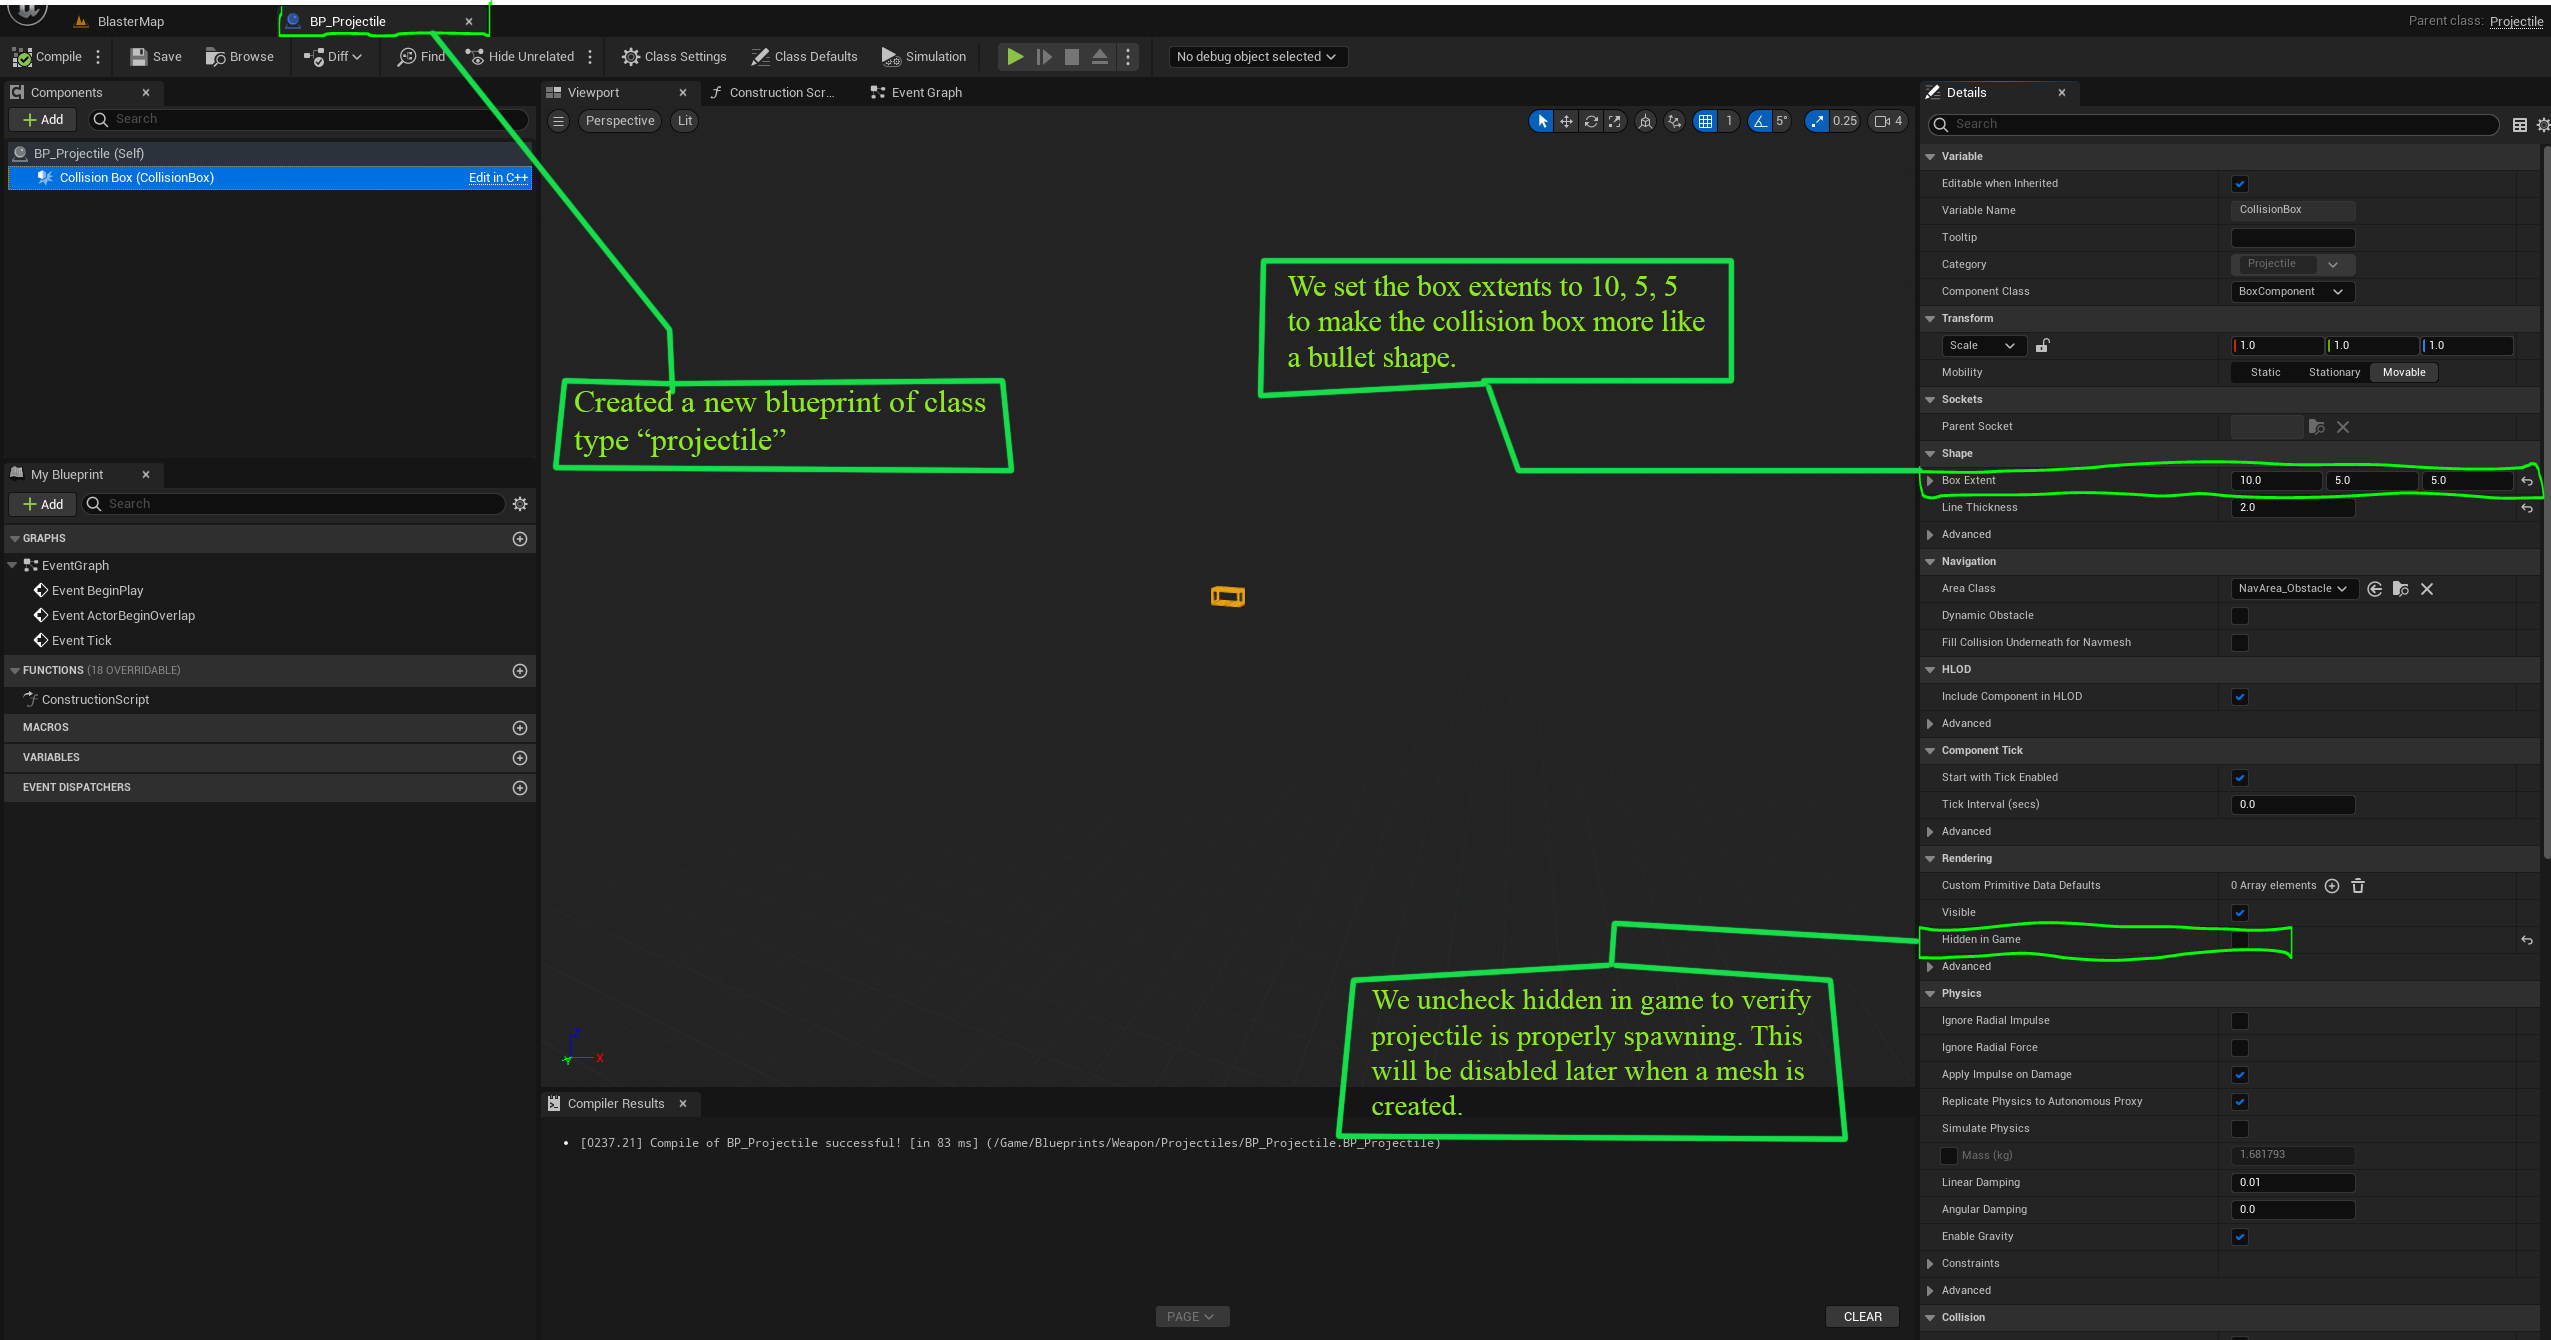 BlasterMap
BP_Projectile
Parent class: Projectile
Compile
Save
Browse
Diff
Find
Hide Unrelated
Class Settings
Class Defaults
Simulation
No debug object selected
Components
Add
Search
BP_Projectile (Self)
Collision Box (CollisionBox)
Edit in C++
My Blueprint
Add
Search
GRAPHS
EventGraph
Event BeginPlay
Event ActorBeginOverlap
Event Tick
FUNCTIONS (18 OVERRIDABLE)
ConstructionScript
MACROS
VARIABLES
EVENT DISPATCHERS
Viewport
Construction Scr...
Event Graph
Perspective
Lit
1
5°
0.25
4
Created a new blueprint of class
type “projectile”
We set the box extents to 10, 5, 5
to make the collision box more like
a bullet shape.
We uncheck hidden in game to verify
projectile is properly spawning. This
will be disabled later when a mesh is
created.
Z
X
Y
Compiler Results
[0237.21] Compile of BP_Projectile successful! [in 83 ms] (/Game/Blueprints/Weapon/Projectiles/BP_Projectile.BP_Projectile)
PAGE
CLEAR
Details
Search
Variable
Editable when Inherited
Variable Name CollisionBox
Tooltip
Category Projectile
Component Class BoxComponent
Transform
Scale 1.0 1.0 1.0
Mobility Static Stationary Movable
Sockets
Parent Socket
Shape
Box Extent 10.0 5.0 5.0
Line Thickness 2.0
Advanced
Navigation
Area Class NavArea_Obstacle
Dynamic Obstacle
Fill Collision Underneath for Navmesh
HLOD
Include Component in HLOD
Advanced
Component Tick
Start with Tick Enabled
Tick Interval (secs) 0.0
Advanced
Rendering
Custom Primitive Data Defaults 0 Array elements
Visible
Hidden in Game
Advanced
Physics
Ignore Radial Impulse
Ignore Radial Force
Apply Impulse on Damage
Replicate Physics to Autonomous Proxy
Simulate Physics
Mass (kg) 1.681793
Linear Damping 0.01
Angular Damping 0.0
Enable Gravity
Constraints
Advanced
Collision